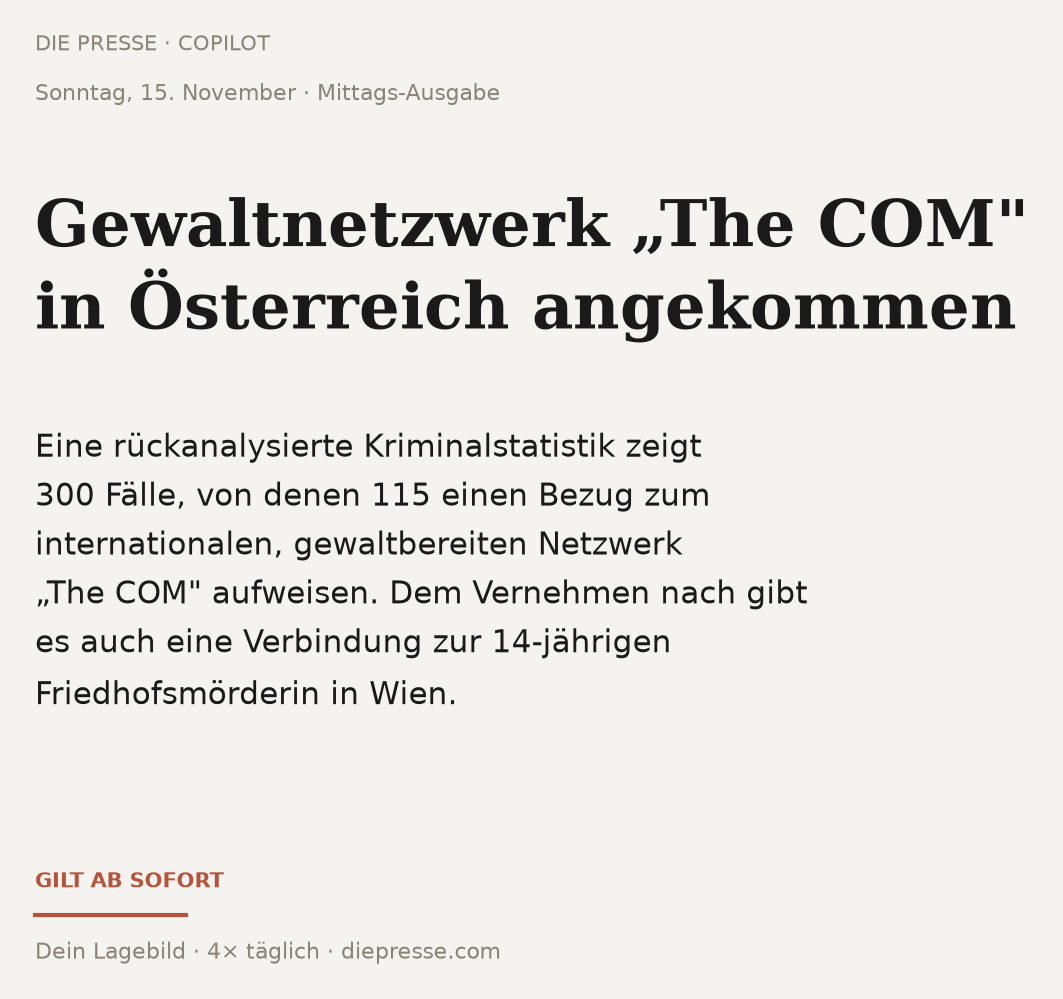 DIE PRESSE · COPILOT
Sonntag, 15. November · Mittags-Ausgabe
Gewaltnetzwerk „The COM"
in Österreich angekommen
Eine rückanalysierte Kriminalstatistik zeigt
300 Fälle, von denen 115 einen Bezug zum
internationalen, gewaltbereiten Netzwerk
„The COM" aufweisen. Dem Vernehmen nach gibt
es auch eine Verbindung zur 14-jährigen
Friedhofsmörderin in Wien.
GILT AB SOFORT
Dein Lagebild · 4× täglich · diepresse.com